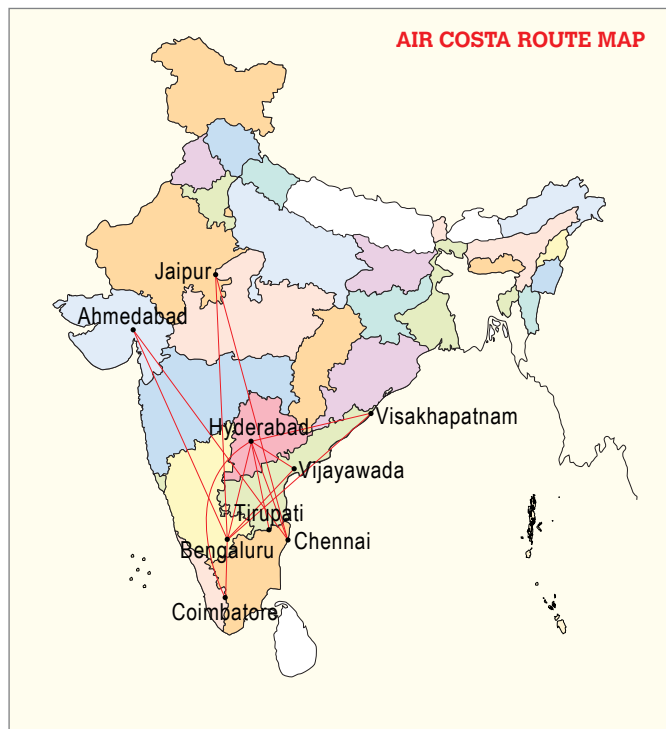 AIR COSTA ROUTE MAP
Jaipur
Ahmedabad
Visakhapatnam
Hyderabad
Vijayawada
Tirupati
Bengaluru
Chennai
Coimbatore